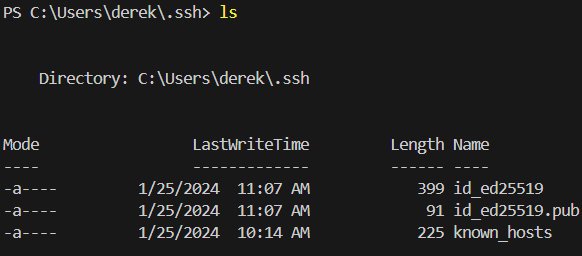 PS C:\Users\derek\.ssh> ls
Directory: C:\Users\derek\.ssh
Mode LastWriteTime Length Name
---- ------------- ------ ----
-a---- 1/25/2024 11:07 AM 399 id_ed25519
-a---- 1/25/2024 11:07 AM 91 id_ed25519.pub
-a---- 1/25/2024 10:14 AM 225 known_hosts